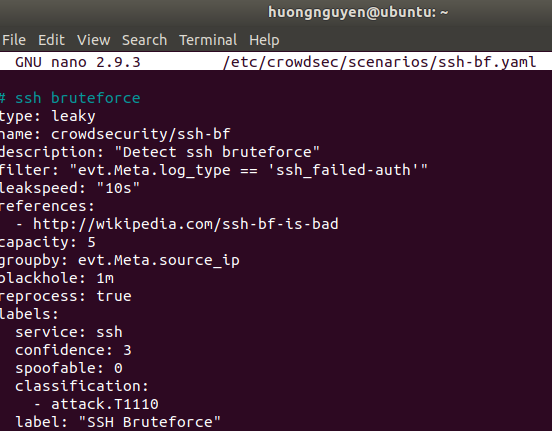 huongnguyen@ubuntu: ~
File Edit View Search Terminal Help
GNU nano 2.9.3 /etc/crowdsec/scenarios/ssh-bf.yaml
# ssh bruteforce
type: leaky
name: crowdsecurity/ssh-bf
description: "Detect ssh bruteforce"
filter: "evt.Meta.log_type == 'ssh_failed-auth'"
leakspeed: "10s"
references:
  - http://wikipedia.com/ssh-bf-is-bad
capacity: 5
groupby: evt.Meta.source_ip
blackhole: 1m
reprocess: true
labels:
  service: ssh
  confidence: 3
  spoofable: 0
  classification:
    - attack.T1110
  label: "SSH Bruteforce"